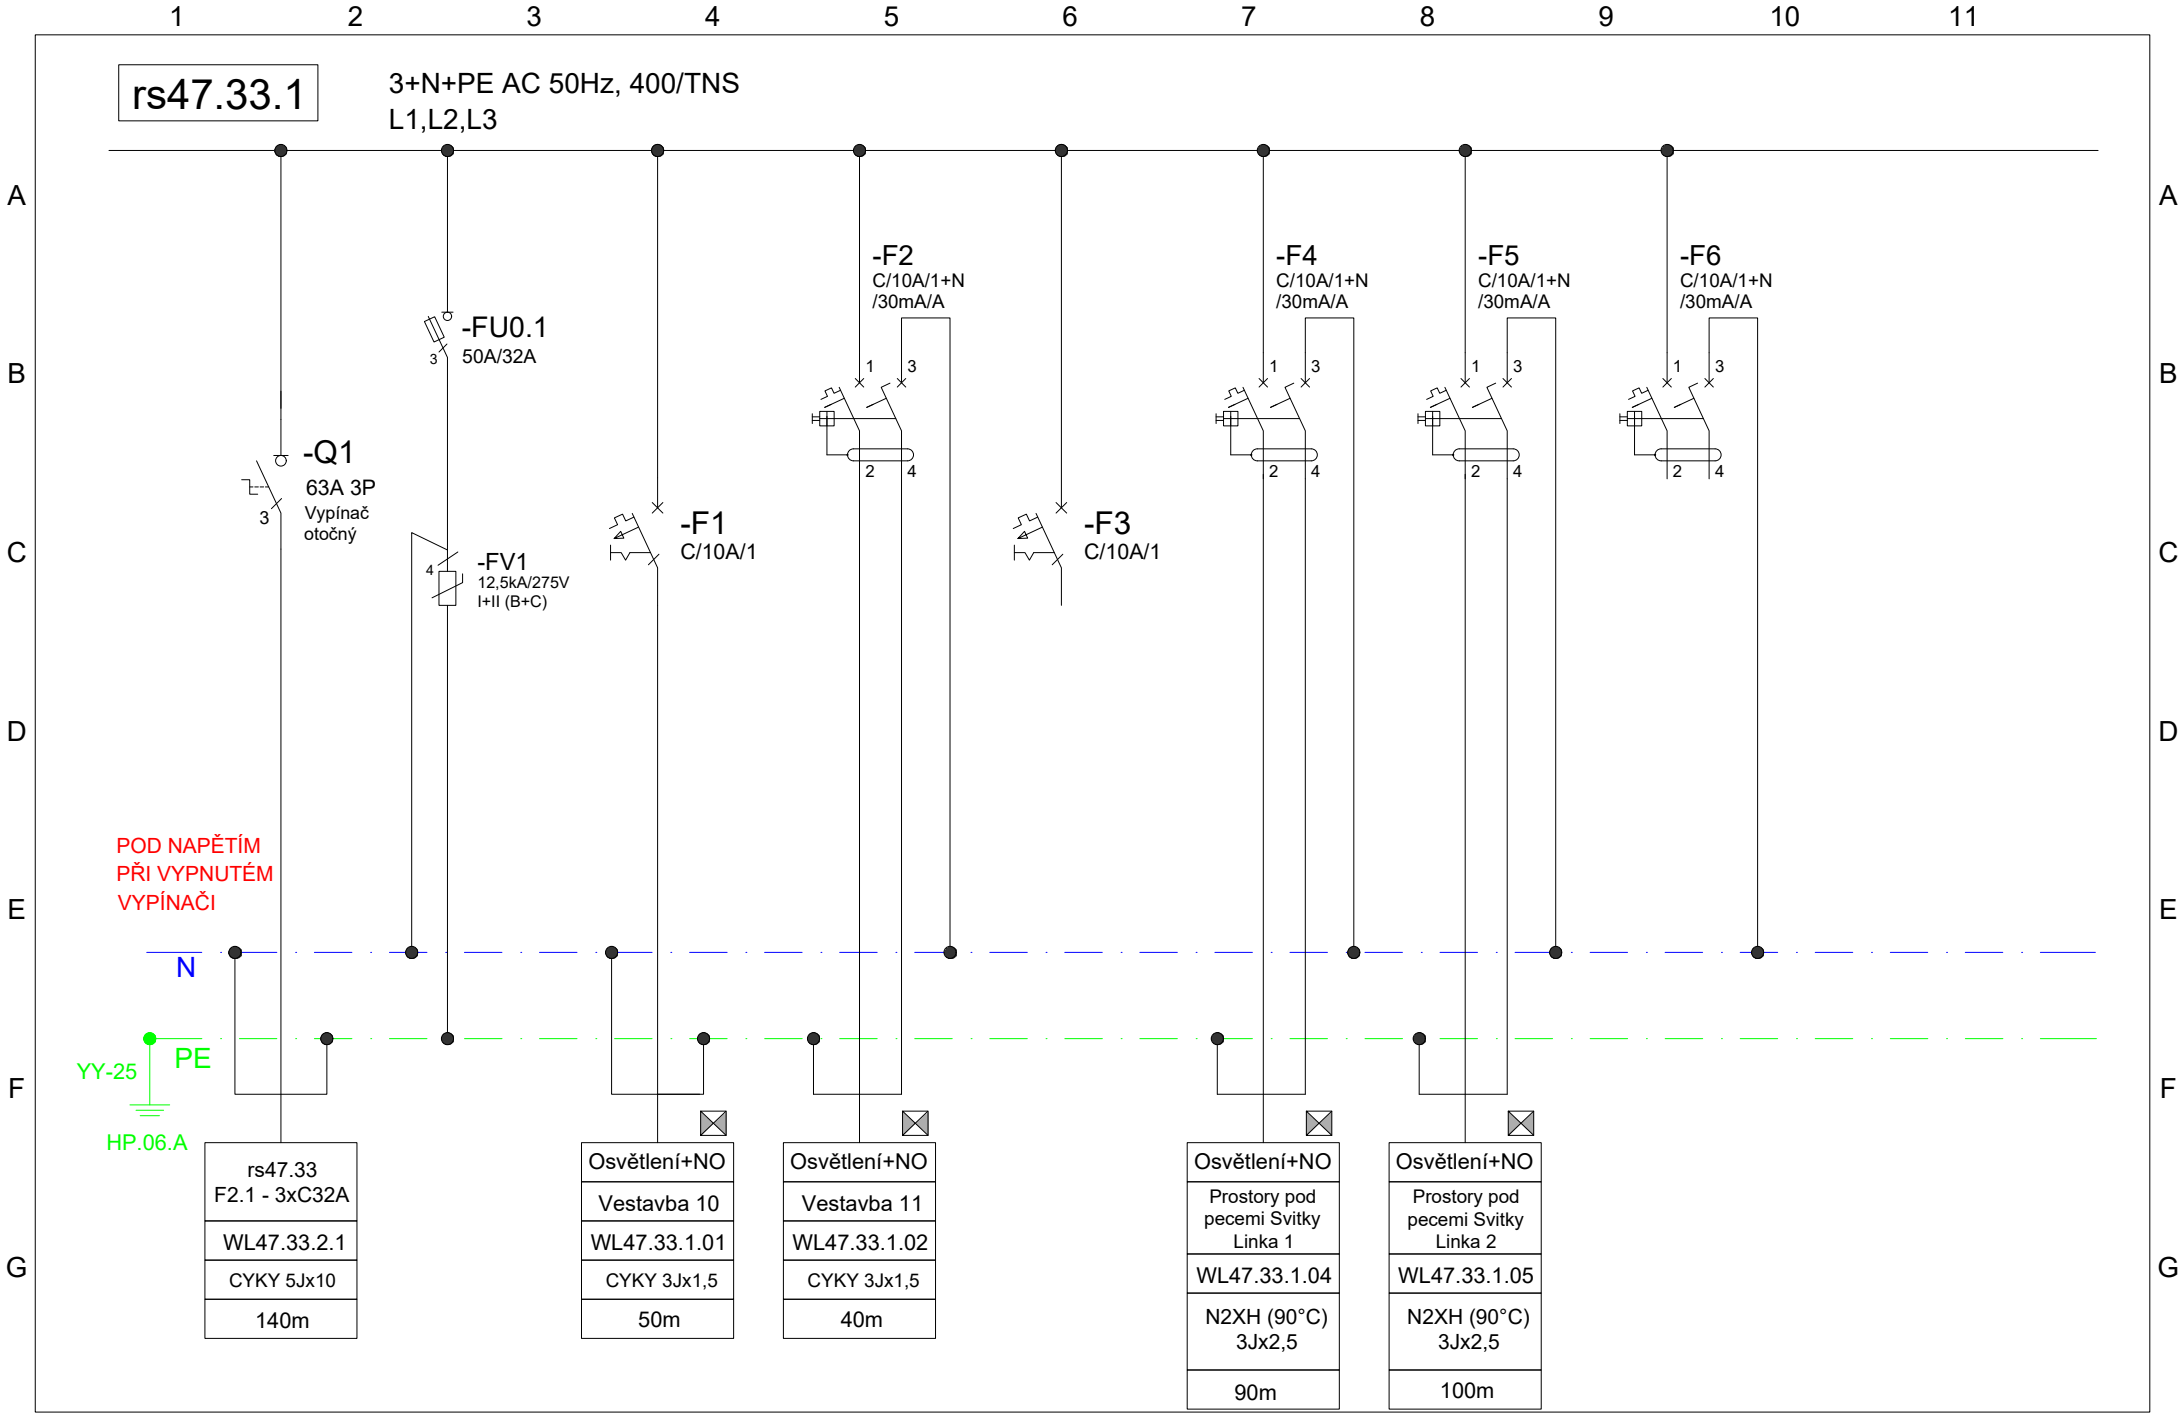 1 2 3 4 5 6 7 8 9 10 11
rs47.33.1
3+N+PE AC 50Hz, 400/TNS
L1,L2,L3
A A
-F2
C/10A/1+N
/30mA/A
-F4
C/10A/1+N
/30mA/A
-F5
C/10A/1+N
/30mA/A
-F6
C/10A/1+N
/30mA/A
-FU0.1
50A/32A
3
B B
1 3
2 4
1 3
2 4
1 3
2 4
1 3
2 4
-Q1
63A 3P
Vypínač
otočný
3
C C
-FV1
12,5kA/275V
I+II (B+C)
4
-F1
C/10A/1
-F3
C/10A/1
D D
POD NAPĚTÍM
PŘI VYPNUTÉM
VYPÍNAČI
E E
N
PE
YY-25
F F
HP.06.A
rs47.33
F2.1 - 3xC32A
WL47.33.2.1
CYKY 5Jx10
140m
Osvětlení+NO
Vestavba 10
WL47.33.1.01
CYKY 3Jx1,5
50m
Osvětlení+NO
Vestavba 11
WL47.33.1.02
CYKY 3Jx1,5
40m
Osvětlení+NO
Prostory pod
pecemi Svitky
Linka 1
WL47.33.1.04
N2XH (90°C)
3Jx2,5
90m
Osvětlení+NO
Prostory pod
pecemi Svitky
Linka 2
WL47.33.1.05
N2XH (90°C)
3Jx2,5
100m
G G